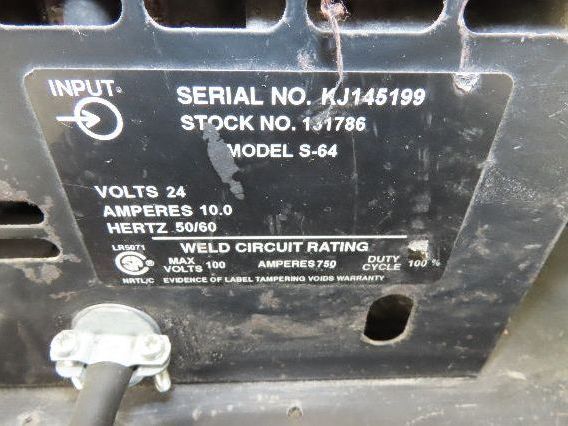 INPUT
SERIAL NO. KJ145199
STOCK NO. 131786
MODEL S-64
VOLTS 24
AMPERES 10.0
HERTZ 50/60
LR5071
WELD CIRCUIT RATING
MAX VOLTS 100 AMPERES 750 DUTY CYCLE 100 %
NRTL/C EVIDENCE OF LABEL TAMPERING VOIDS WARRANTY